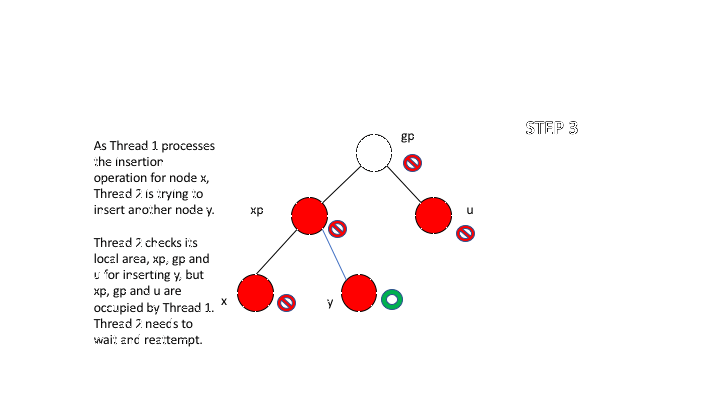 STEP 3
gp
As Thread 1 processes
the insertion
operation for node x,
Thread 2 is trying to
insert another node y.
xp
u
Thread 2 checks its
local area, xp, gp and
u for inserting y, but
xp, gp and u are
occupied by Thread 1.
Thread 2 needs to
wait and reattempt.
x
y